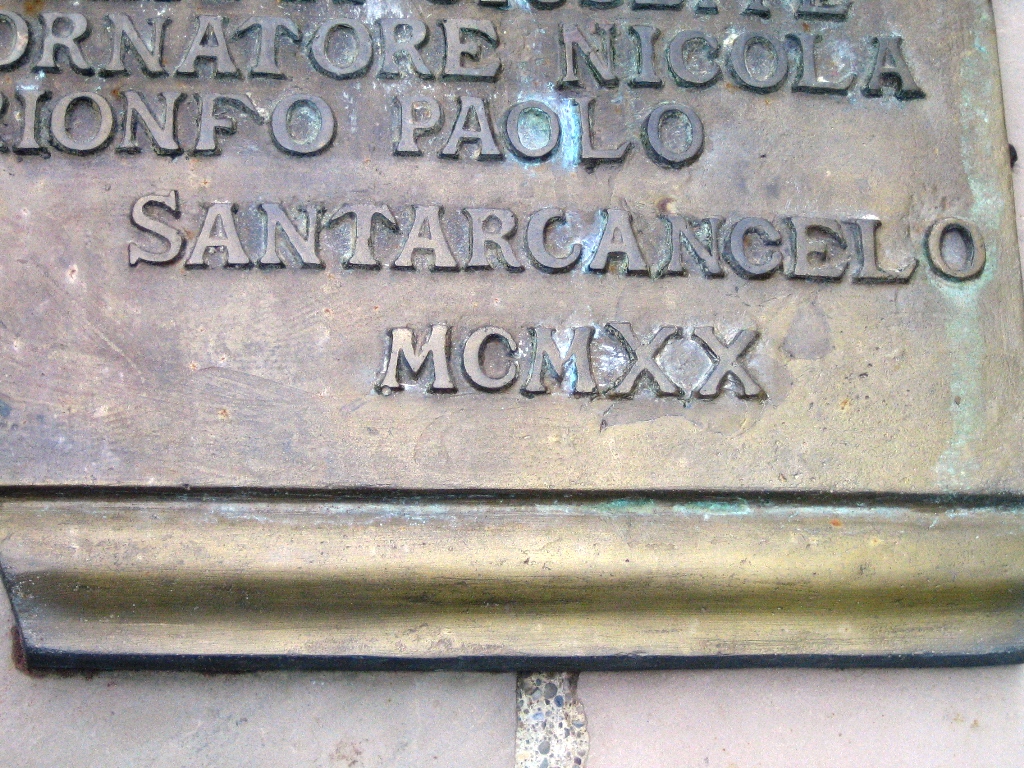 ORNATORE NICOLA
RIONFO PAOLO
SANTARCANGELO
MCMXX